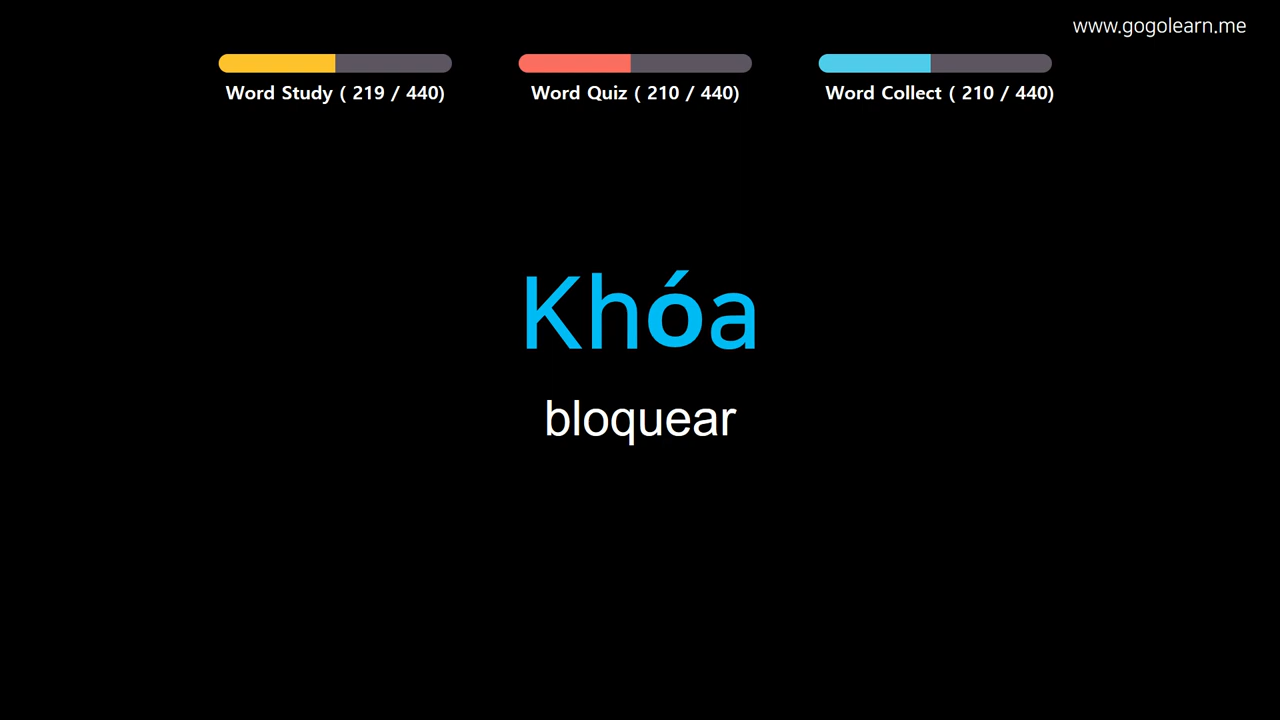 www.gogolearn.me
Word Study ( 219 / 440)
Word Quiz ( 210 / 440)
Word Collect ( 210 / 440)
Khóa
bloquear